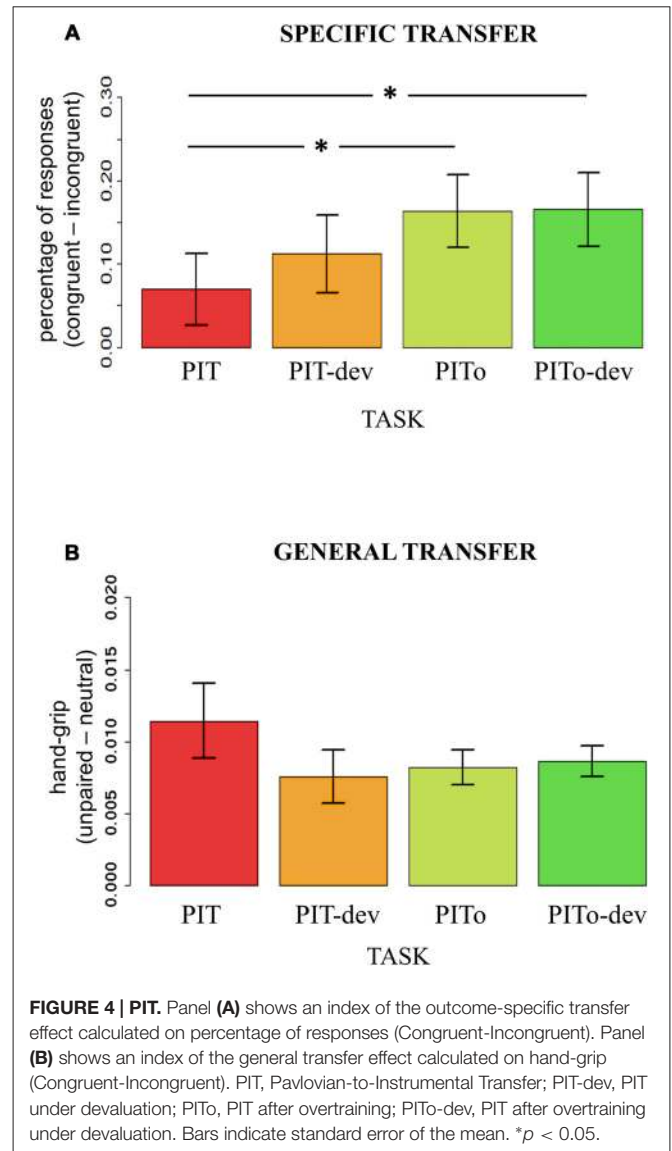 A SPECIFIC TRANSFER
percentage of responses
(congruent – incongruent)
0.30
0.20
0.10
0.00
*
*
PIT PIT-dev PITo PITo-dev
TASK
B GENERAL TRANSFER
hand-grip
(unpaired – neutral)
0.020
0.015
0.010
0.005
0.000
PIT PIT-dev PITo PITo-dev
TASK
FIGURE 4 | PIT. Panel (A) shows an index of the outcome-specific transfer
effect calculated on percentage of responses (Congruent-Incongruent). Panel
(B) shows an index of the general transfer effect calculated on hand-grip
(Congruent-Incongruent). PIT, Pavlovian-to-Instrumental Transfer; PIT-dev, PIT
under devaluation; PITo, PIT after overtraining; PITo-dev, PIT after overtraining
under devaluation. Bars indicate standard error of the mean. *p < 0.05.